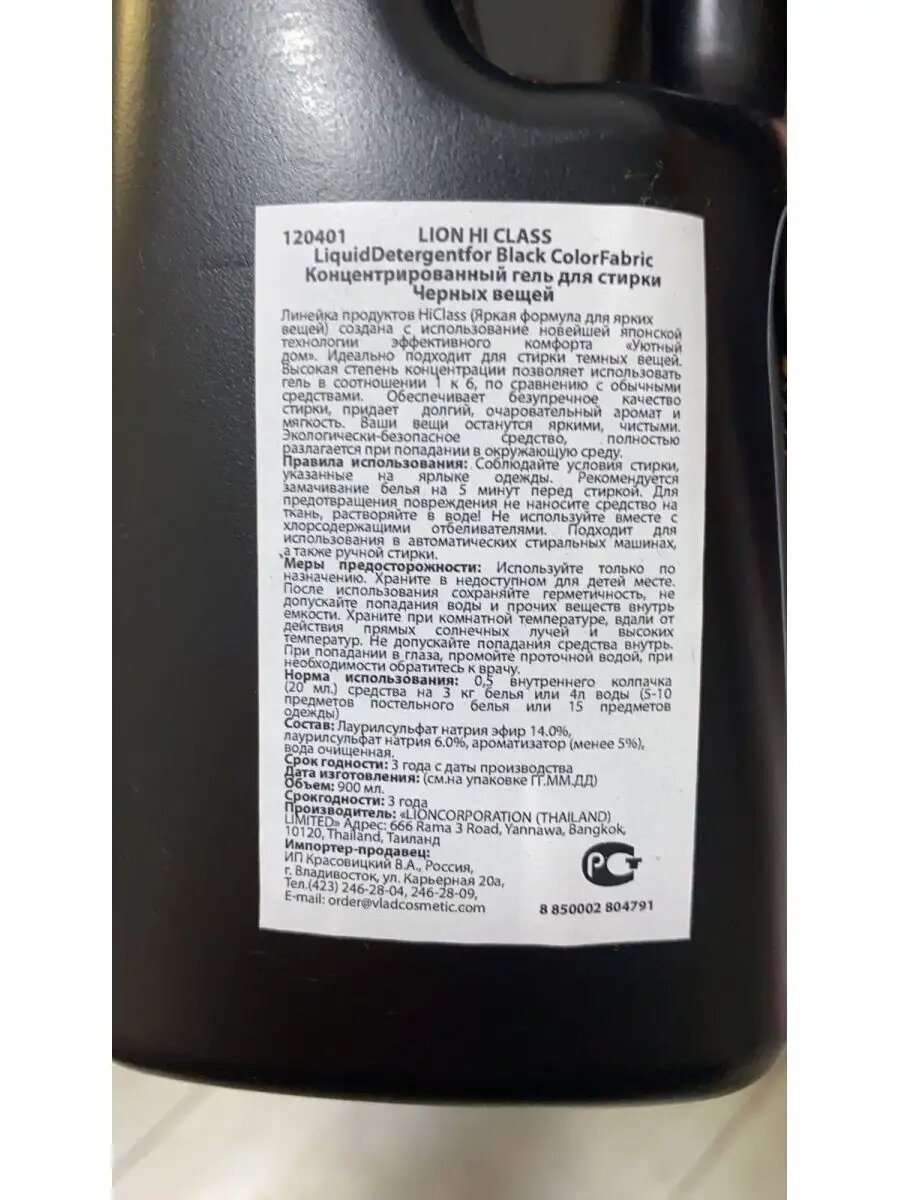 120401 LION HI CLASS
LiquidDetergentfor Black ColorFabric
Концентрированный гель для стирки
Черных вещей
Линейка продуктов HiClass (Яркая формула для ярких
вещей) создана с использование новейшей японской
технологии эффективного комфорта «Уютный
дом». Идеально подходит для стирки темных вещей.
Высокая степень концентрации позволяет использовать
гель в соотношении 1 к 6, по сравнению с обычными
средствами. Обеспечивает безупречное качество
стирки, придает долгий, очаровательный аромат и
мягкость. Ваши вещи останутся яркими, чистыми.
Экологически-безопасное средство, полностью
разлагается при попадании в окружающую среду.
Правила использования: Соблюдайте условия стирки,
указанные на ярлыке одежды. Рекомендуется
замачивание белья на 5 минут перед стиркой. Для
предотвращения повреждения не наносите средство на
ткань, растворяйте в воде! Не используйте вместе с
хлорсодержащими отбеливателями. Подходит для
использования в автоматических стиральных машинах,
а также ручной стирки.
Меры предосторожности: Используйте только по
назначению. Храните в недоступном для детей месте.
После использования сохраняйте герметичность, не
допускайте попадания воды и прочих веществ внутрь
емкости. Храните при комнатной температуре, вдали от
действия прямых солнечных лучей и высоких
температур. Не допускайте попадания средства внутрь.
При попадании в глаза, промойте проточной водой, при
необходимости обратитесь к врачу.
Норма использования: 0,5 внутреннего колпачка
(20 мл.) средства на 3 кг белья или 4л воды (5-10
предметов постельного белья или 15 предметов
одежды)
Состав: Лаурилсульфат натрия эфир 14.0%,
лаурилсульфат натрия 6.0%, ароматизатор (менее 5%),
вода очищенная.
Срок годности: 3 года с даты производства
Дата изготовления: (см.на упаковке ГГ.ММ.ДД)
Объем: 900 мл.
Срокгодности: 3 года
Производитель: «LIONCORPORATION (THAILAND)
LIMITED» Адрес: 666 Rama 3 Road, Yannawa, Bangkok,
10120, Thailand, Таиланд
Импортер-продавец:
ИП Красовицкий В.А., Россия,
г. Владивосток, ул. Карьерная 20а,
Тел.(423) 246-28-04, 246-28-09,
E-mail: order@vladcosmetic.com
РСТ
8 850002 804791